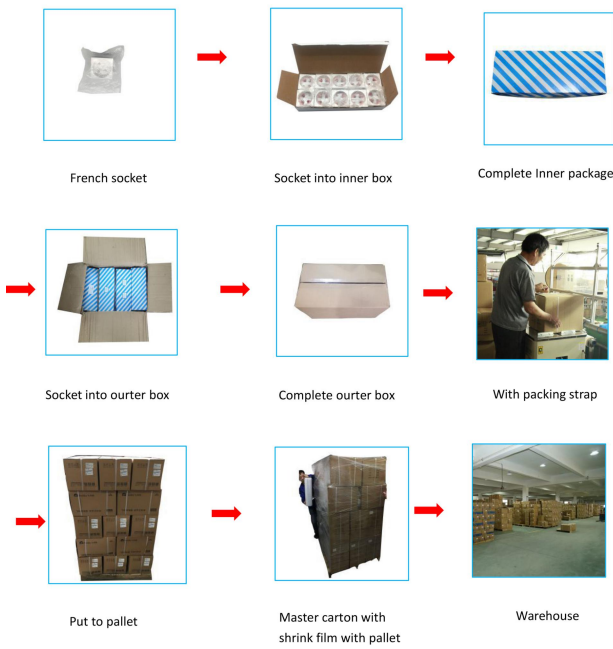 French socket
Socket into inner box
Complete Inner package
Socket into ourter box
Complete ourter box
With packing strap
Put to pallet
Master carton with
shrink film with pallet
Warehouse